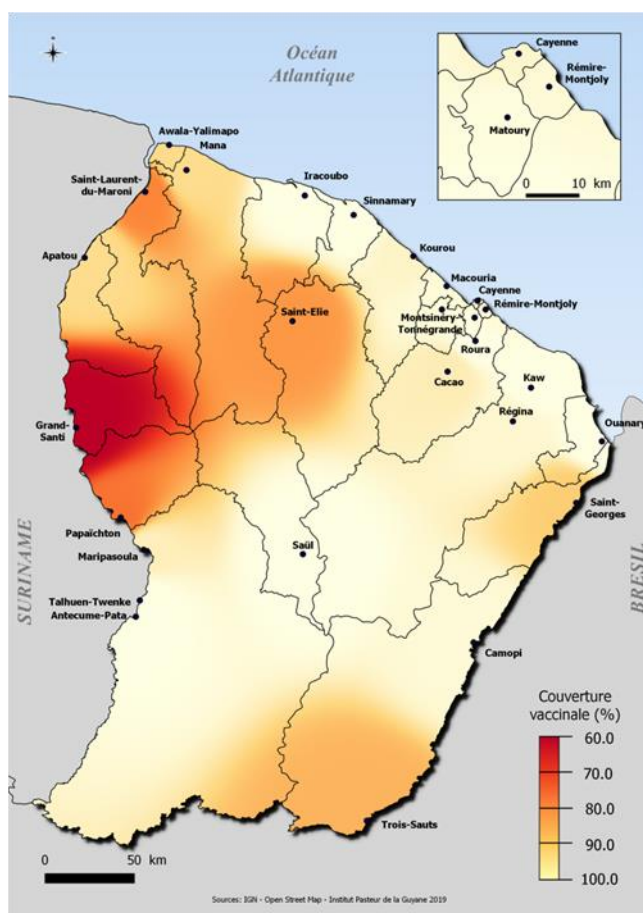 Océan
Atlantique
Cayenne
Rémire-
Montjoly
Matoury
0 10 km
Awala-Yalimapo
Mana
Saint-Laurent-
du-Maroni
Iracoubo
Sinnamary
Apatou
Kourou
Macouria
Cayenne
Rémire-Montjoly
Saint-Elie
Montsinéry-
Tonnégrande
Roura
Cacao
Kaw
Régina
Grand-
Santi
Ouanary
Saint-
Georges
Papaïchton
Maripasoula
Saül
SURINAME
BRESIL
Talhuen-Twenke
Antecume-Pata
Camopi
Couverture
vaccinale (%)
60.0
70.0
80.0
90.0
100.0
Trois-Sauts
0 50 km
Sources: IGN - Open Street Map - Institut Pasteur de la Guyane 2019